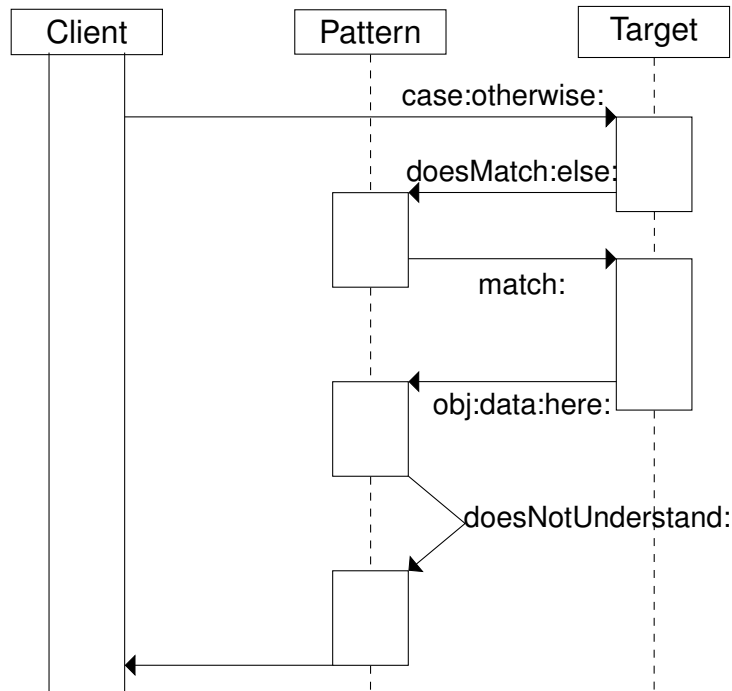 Client
Pattern
Target
case:otherwise:
doesMatch:else:
match:
obj:data:here:
doesNotUnderstand: